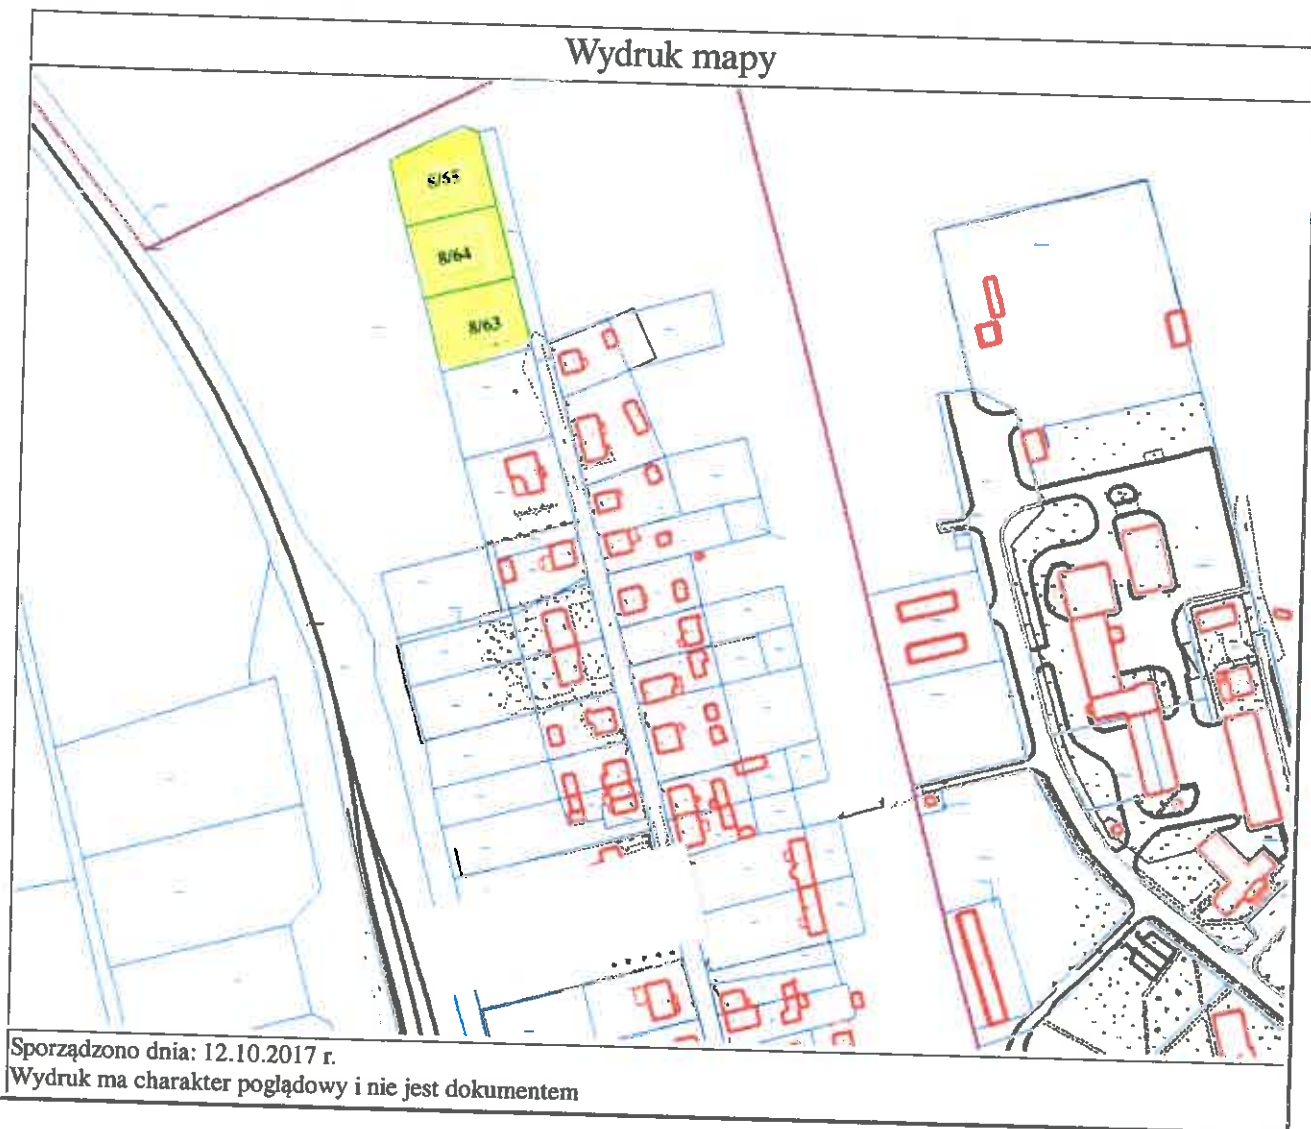 Wydruk mapy
8/65
8/64
8/63
Sporządzono dnia: 12.10.2017 r.
Wydruk ma charakter poglądowy i nie jest dokumentem